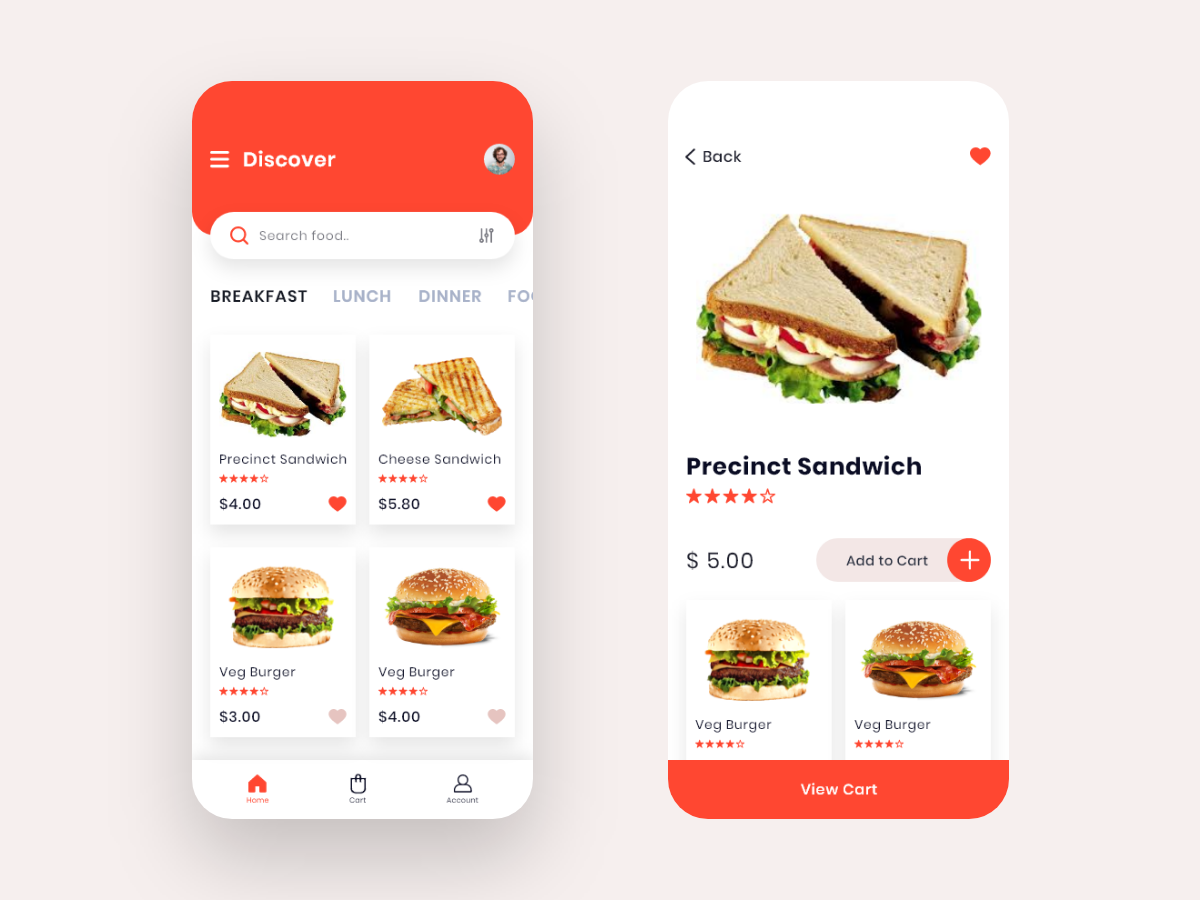 Discover
Search food..
BREAKFAST LUNCH DINNER FOO
Precinct Sandwich
$4.00
Cheese Sandwich
$5.80
Veg Burger
$3.00
Veg Burger
$4.00
Home
Cart
Account
Back
Precinct Sandwich
$ 5.00
Add to Cart
Veg Burger
Veg Burger
View Cart